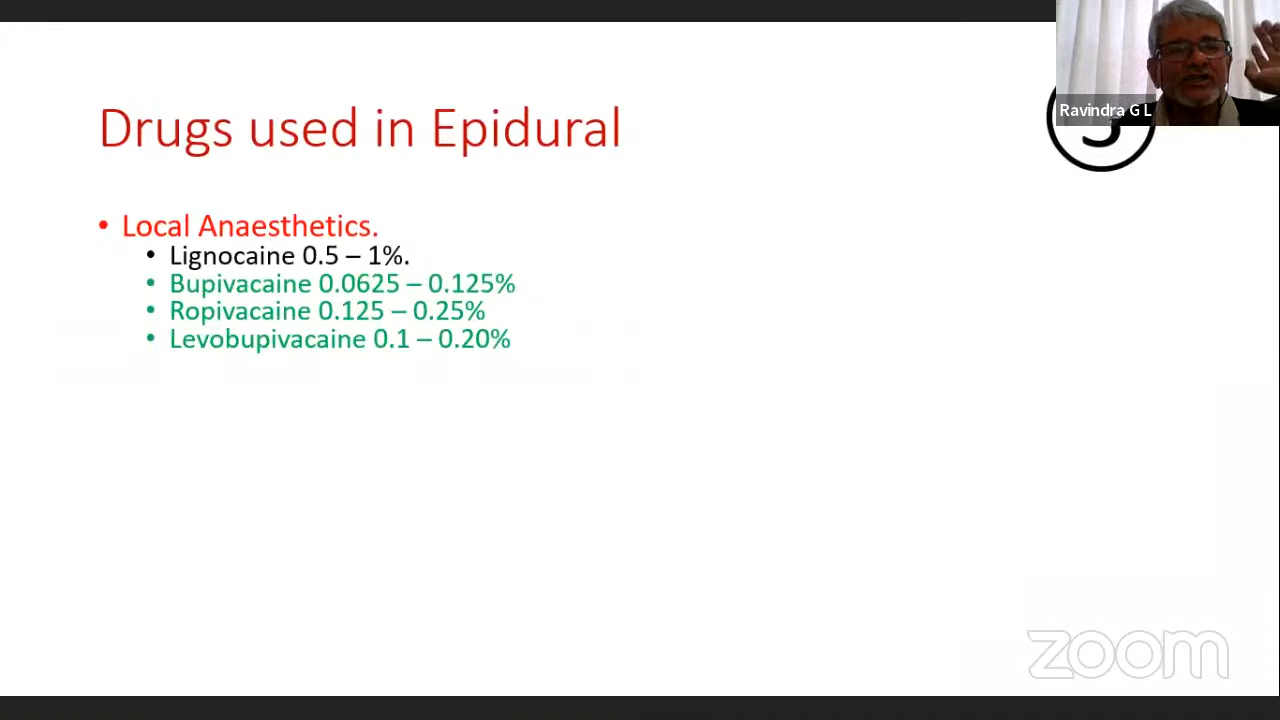 Ravindra G L
Drugs used in Epidural
• Local Anaesthetics.
• Lignocaine 0.5 – 1%.
• Bupivacaine 0.0625 – 0.125%
• Ropivacaine 0.125 – 0.25%
• Levobupivacaine 0.1 – 0.20%
zoom